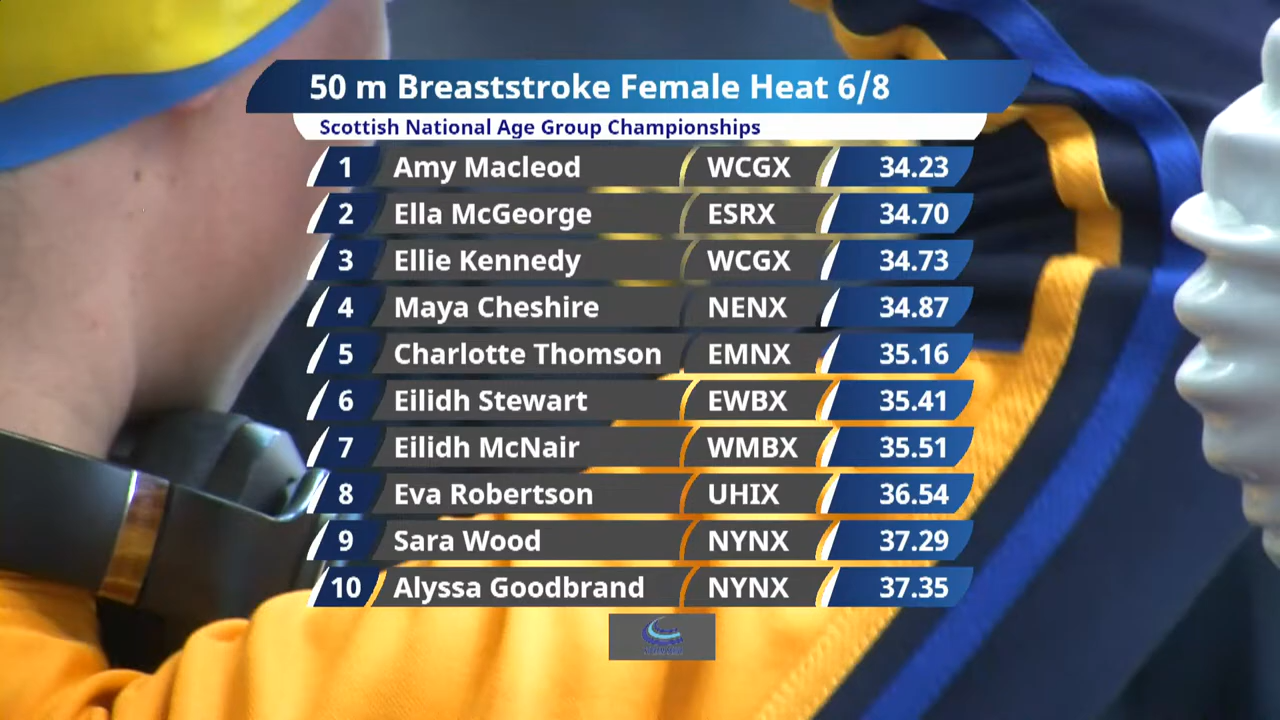 50 m Breaststroke Female Heat 6/8
Scottish National Age Group Championships
1 Amy Macleod WCGX 34.23
2 Ella McGeorge ESRX 34.70
3 Ellie Kennedy WCGX 34.73
4 Maya Cheshire NENX 34.87
5 Charlotte Thomson EMNX 35.16
6 Eilidh Stewart EWBX 35.41
7 Eilidh McNair WMBX 35.51
8 Eva Robertson UHIX 36.54
9 Sara Wood NYNX 37.29
10 Alyssa Goodbrand NYNX 37.35